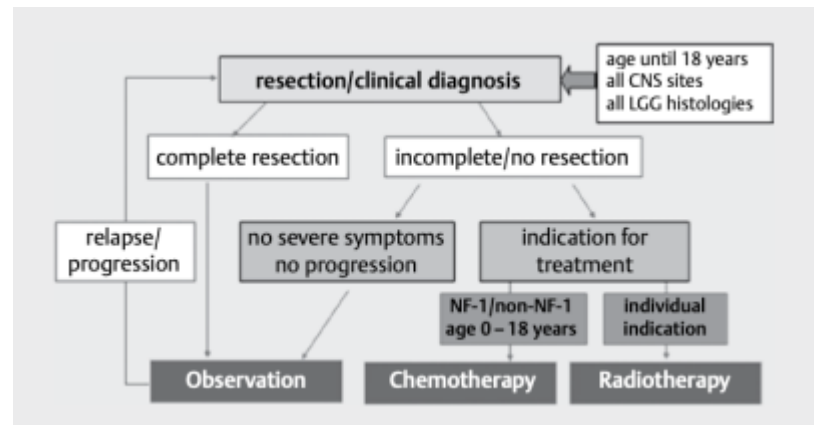 age until 18 years
all CNS sites
all LGG histologies
resection/clinical diagnosis
complete resection
incomplete/no resection
relapse/
progression
no severe symptoms
no progression
indication for
treatment
NF-1/non-NF-1
age 0 – 18 years
individual
indication
Observation
Chemotherapy
Radiotherapy